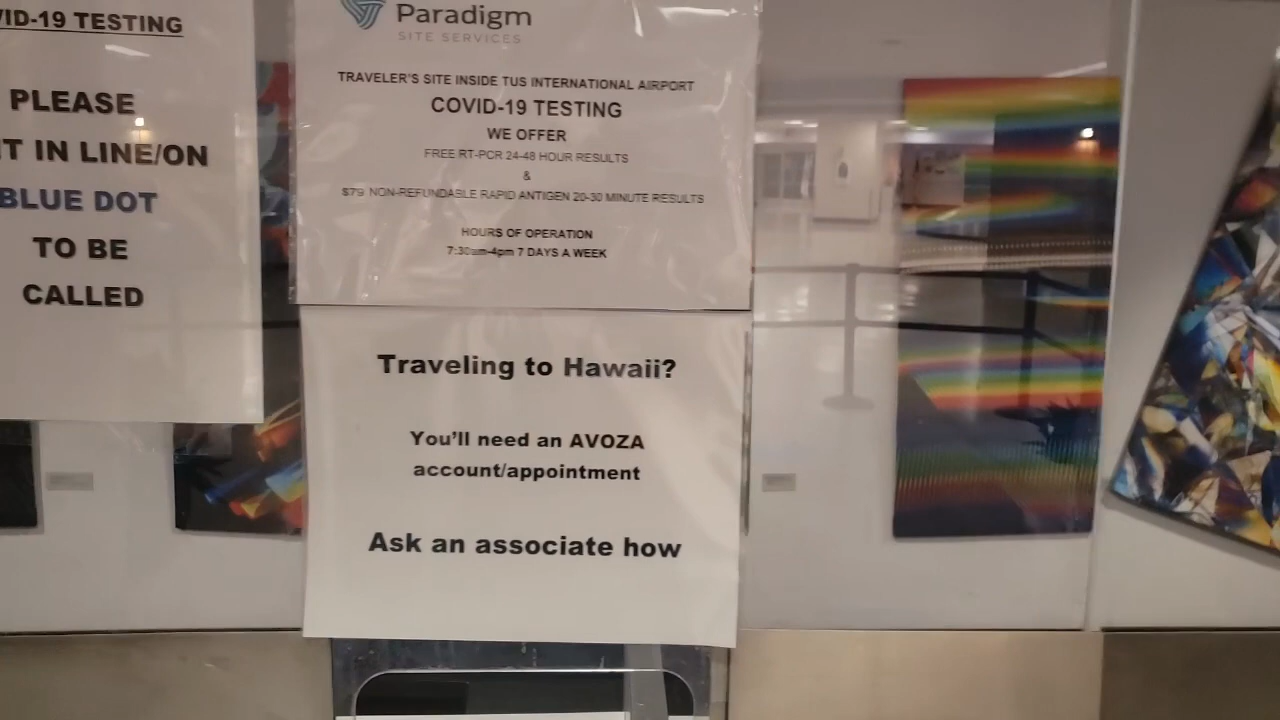 VID-19 TESTING
PLEASE
T IN LINE/ON
BLUE DOT
TO BE
CALLED
Paradigm
SITE SERVICES
TRAVELER'S SITE INSIDE TUS INTERNATIONAL AIRPORT
COVID-19 TESTING
WE OFFER
FREE RT-PCR 24-48 HOUR RESULTS
&
$79 NON-REFUNDABLE RAPID ANTIGEN 20-30 MINUTE RESULTS
HOURS OF OPERATION
7:30am-4pm 7 DAYS A WEEK
Traveling to Hawaii?
You'll need an AVOZA
account/appointment
Ask an associate how